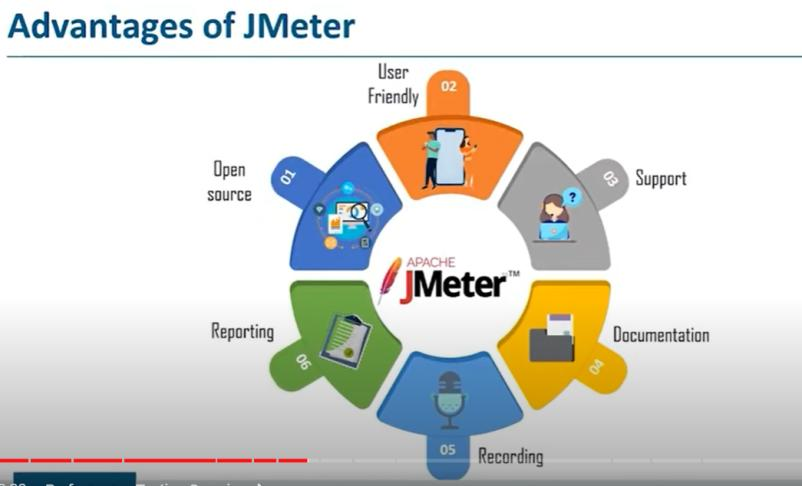 Advantages of JMeter
02
User
Friendly
01
Open
source
03
Support
APACHE
JMeter™
Reporting
06
Documentation
04
05
Recording